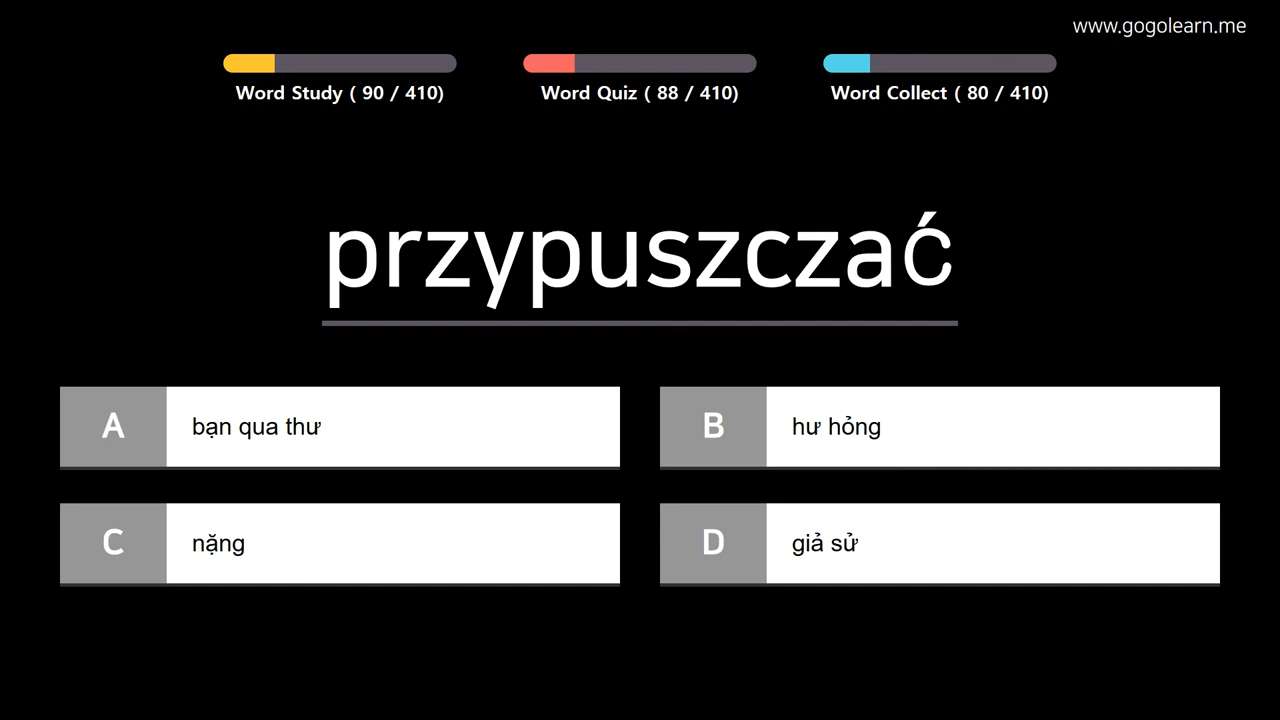 www.gogolearn.me
Word Study ( 90 / 410)
Word Quiz ( 88 / 410)
Word Collect ( 80 / 410)
przypuszczać
A bạn qua thư
B hư hỏng
C nặng
D giả sử